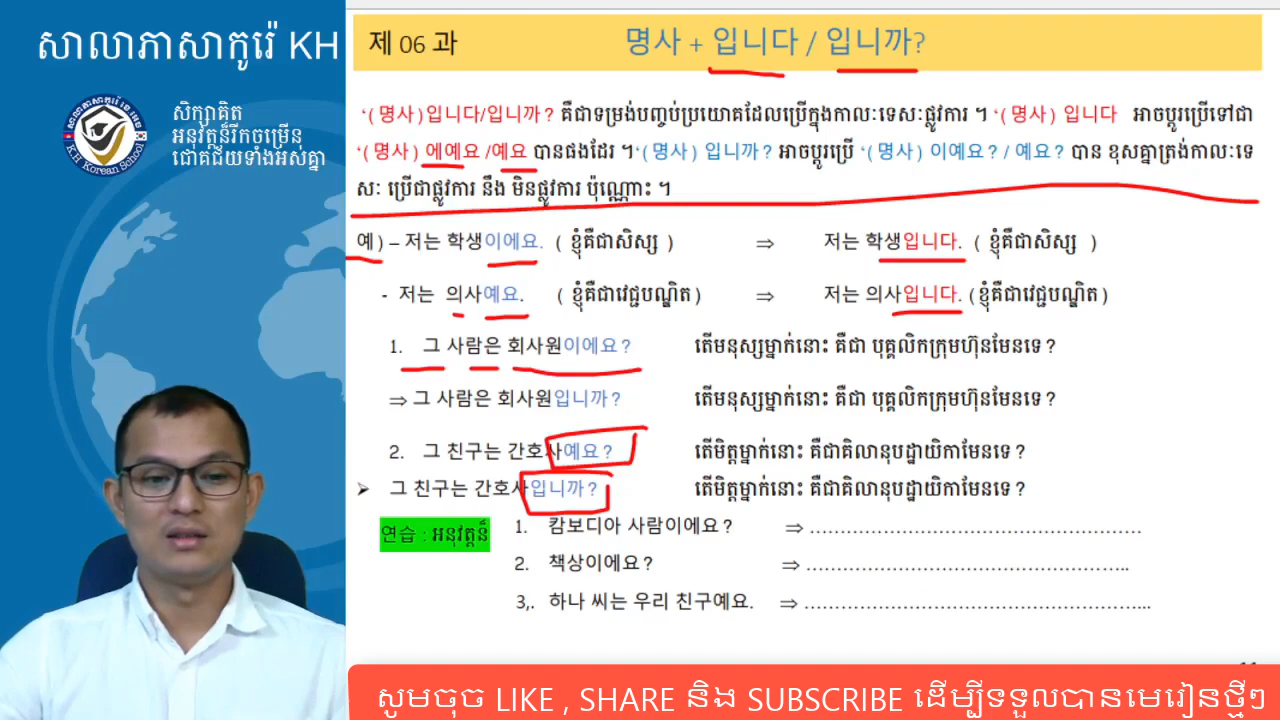 សាលាភាសាកូរ៉េ KH
សាលាភាសាកូរ៉េ ខេ អេច
K.H Korean School
សិក្សាគិត
អនុវត្តន៍រីកចម្រើន
ជោគជ័យទាំងអស់គ្នា
제 06 과 명사 + 입니다 / 입니까?
‘(명사)입니다/입니까? គឺជាទម្រង់បញ្ចប់ប្រយោគដែលប្រើក្នុងកាលៈទេសៈផ្លូវការ ។ ‘(명사) 입니다 អាចប្ដូរប្រើទៅជា
‘(명사) 에예요 /예요 បានផងដែរ ។‘(명사) 입니까? អាចប្ដូរប្រើ ‘(명사) 이예요? / 예요? បាន ខុសគ្នាត្រង់កាលៈទេ
សៈ ប្រើជាផ្លូវការ នឹង មិនផ្លូវការ ប៉ុណ្ណោះ ។
예) – 저는 학생이에요. ( ខ្ញុំគឺជាសិស្ស ) ⇒ 저는 학생입니다. ( ខ្ញុំគឺជាសិស្ស )
- 저는 의사예요. ( ខ្ញុំគឺជាវេជ្ជបណ្ឌិត) ⇒ 저는 의사입니다. (ខ្ញុំគឺជាវេជ្ជបណ្ឌិត)
1. 그 사람은 회사원이에요? តើមនុស្សម្នាក់នោះ គឺជា បុគ្គលិកក្រុមហ៊ុនមែនទេ?
⇒ 그 사람은 회사원입니까? តើមនុស្សម្នាក់នោះ គឺជា បុគ្គលិកក្រុមហ៊ុនមែនទេ?
2. 그 친구는 간호사예요? តើមិត្តម្នាក់នោះ គឺជាគិលានុបដ្ឋាយិកាមែនទេ?
➢ 그 친구는 간호사입니까? តើមិត្តម្នាក់នោះ គឺជាគិលានុបដ្ឋាយិកាមែនទេ?
연습 : អនុវត្តន៏ 1. 캄보디아 사람이에요? ⇒ ……………………………………………
2. 책상이에요? ⇒ …………………………………………..
3,. 하나 씨는 우리 친구예요. ⇒ ……………………………………………...
សូមចុច LIKE , SHARE និង SUBSCRIBE ដើម្បីទទួលបានមេរៀនថ្មីៗ